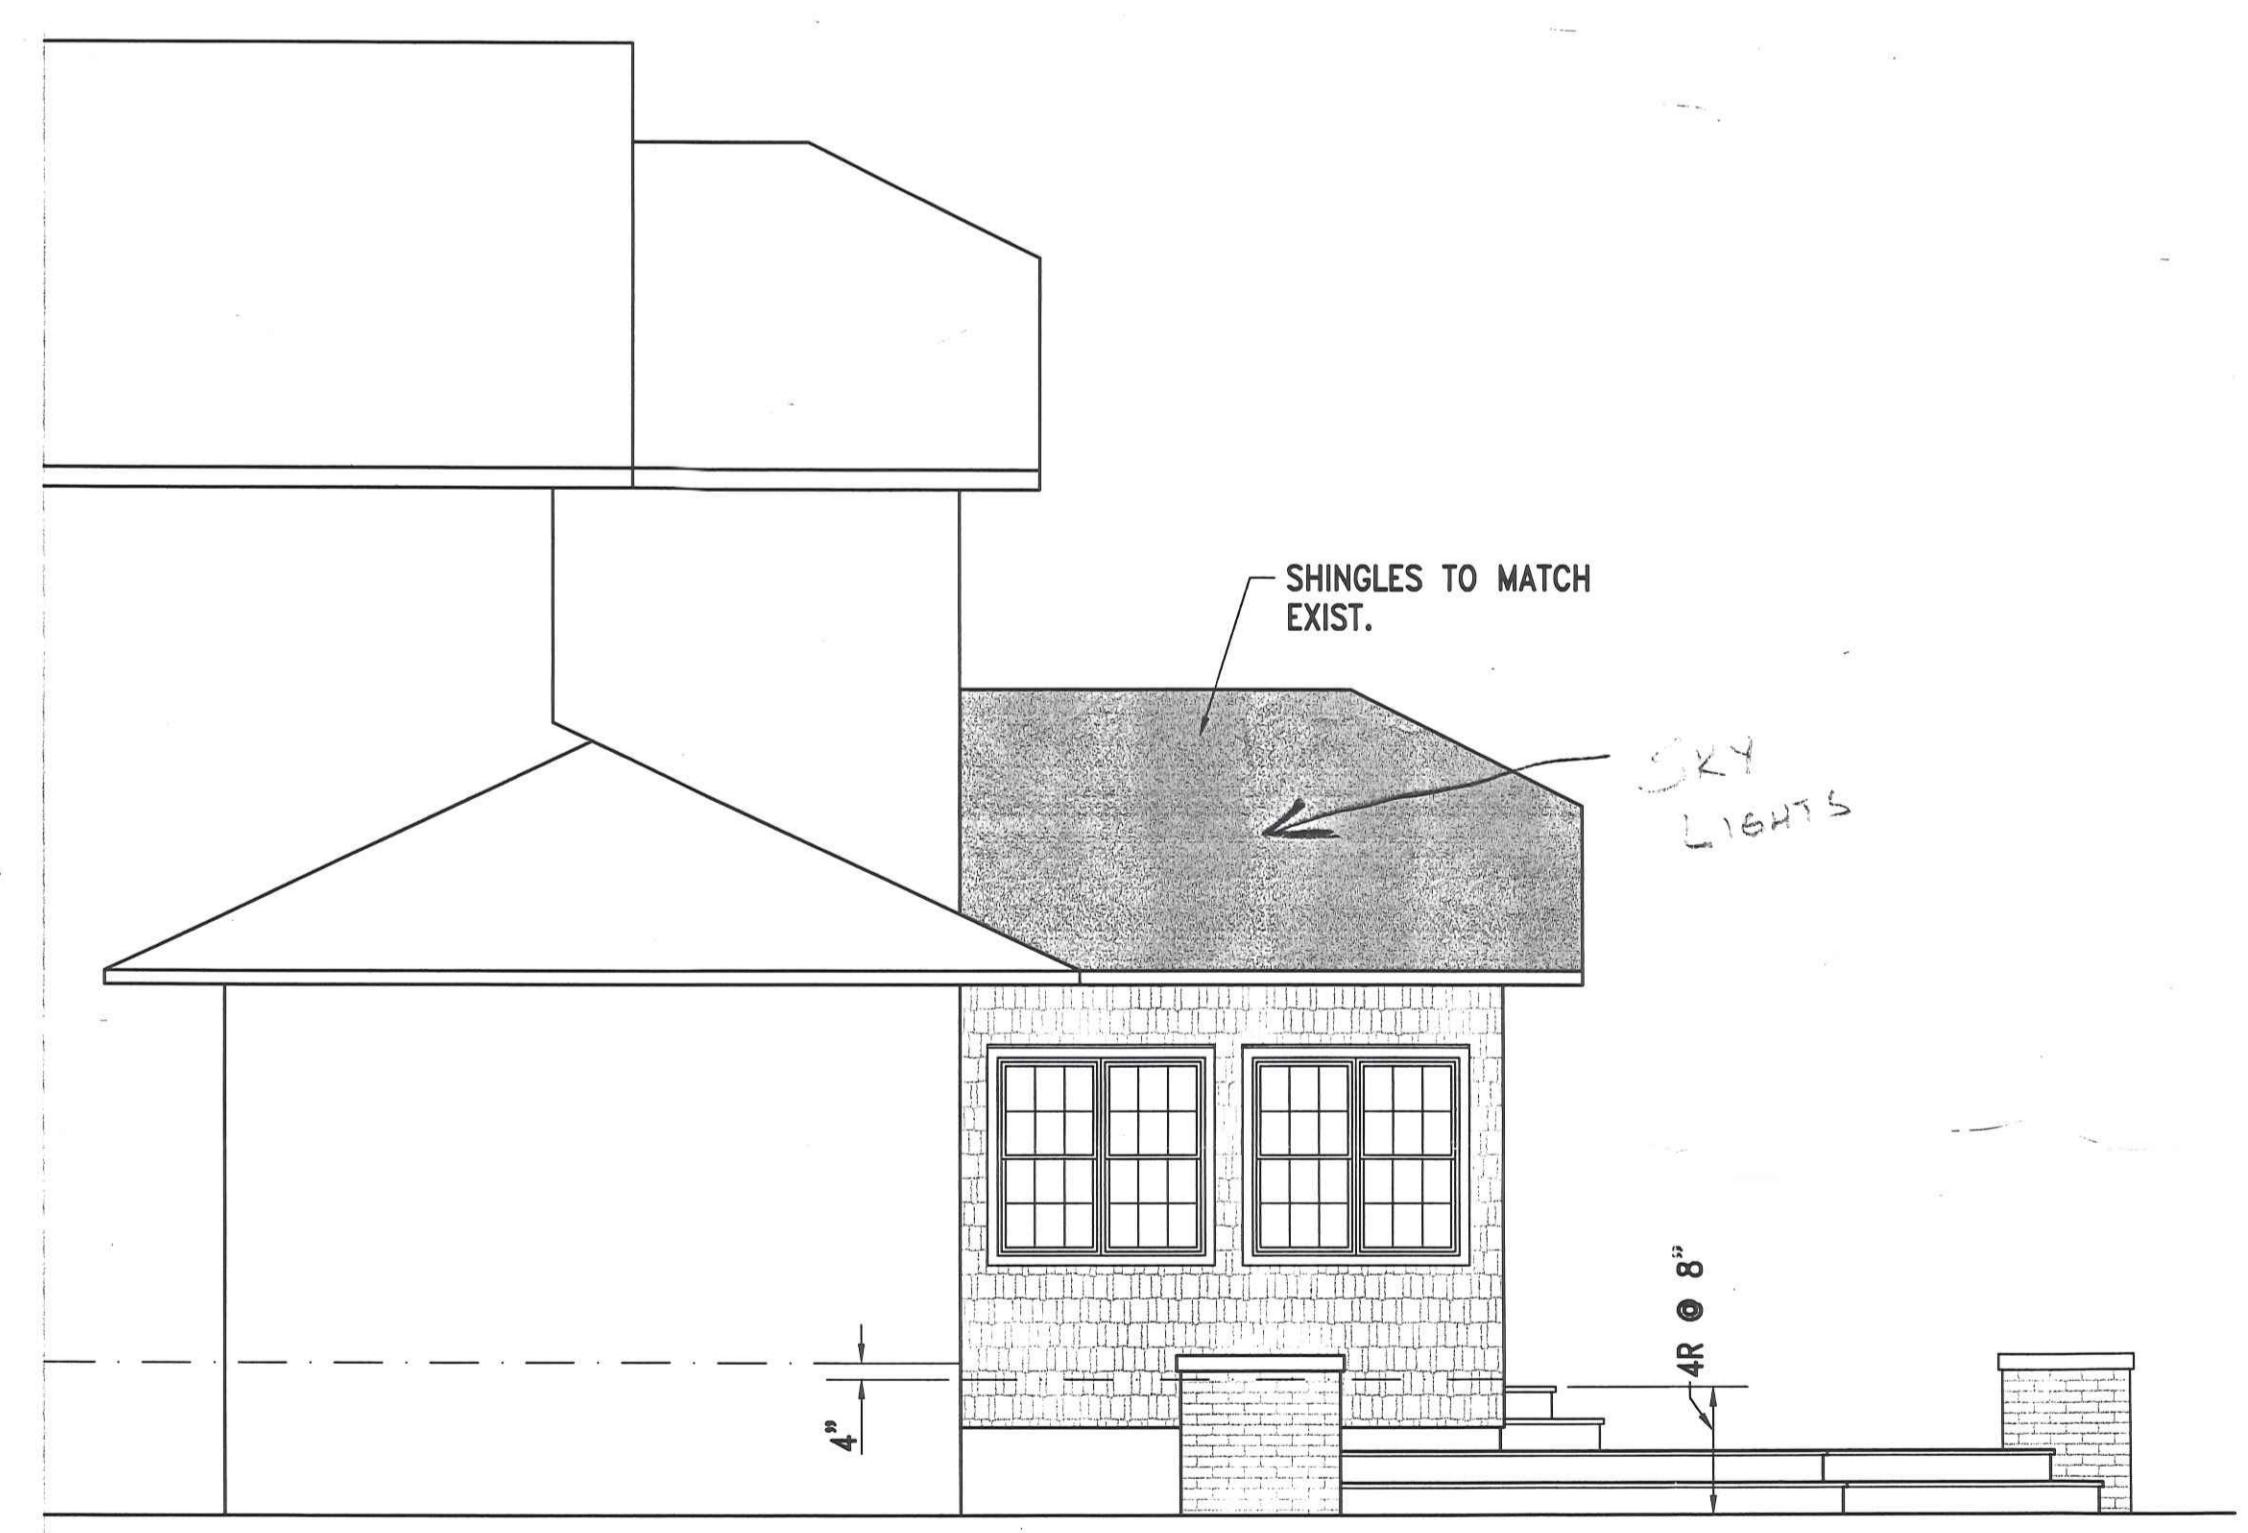 SHINGLES TO MATCH
EXIST.
SKY
LIGHTS
4R @ 8"
4"